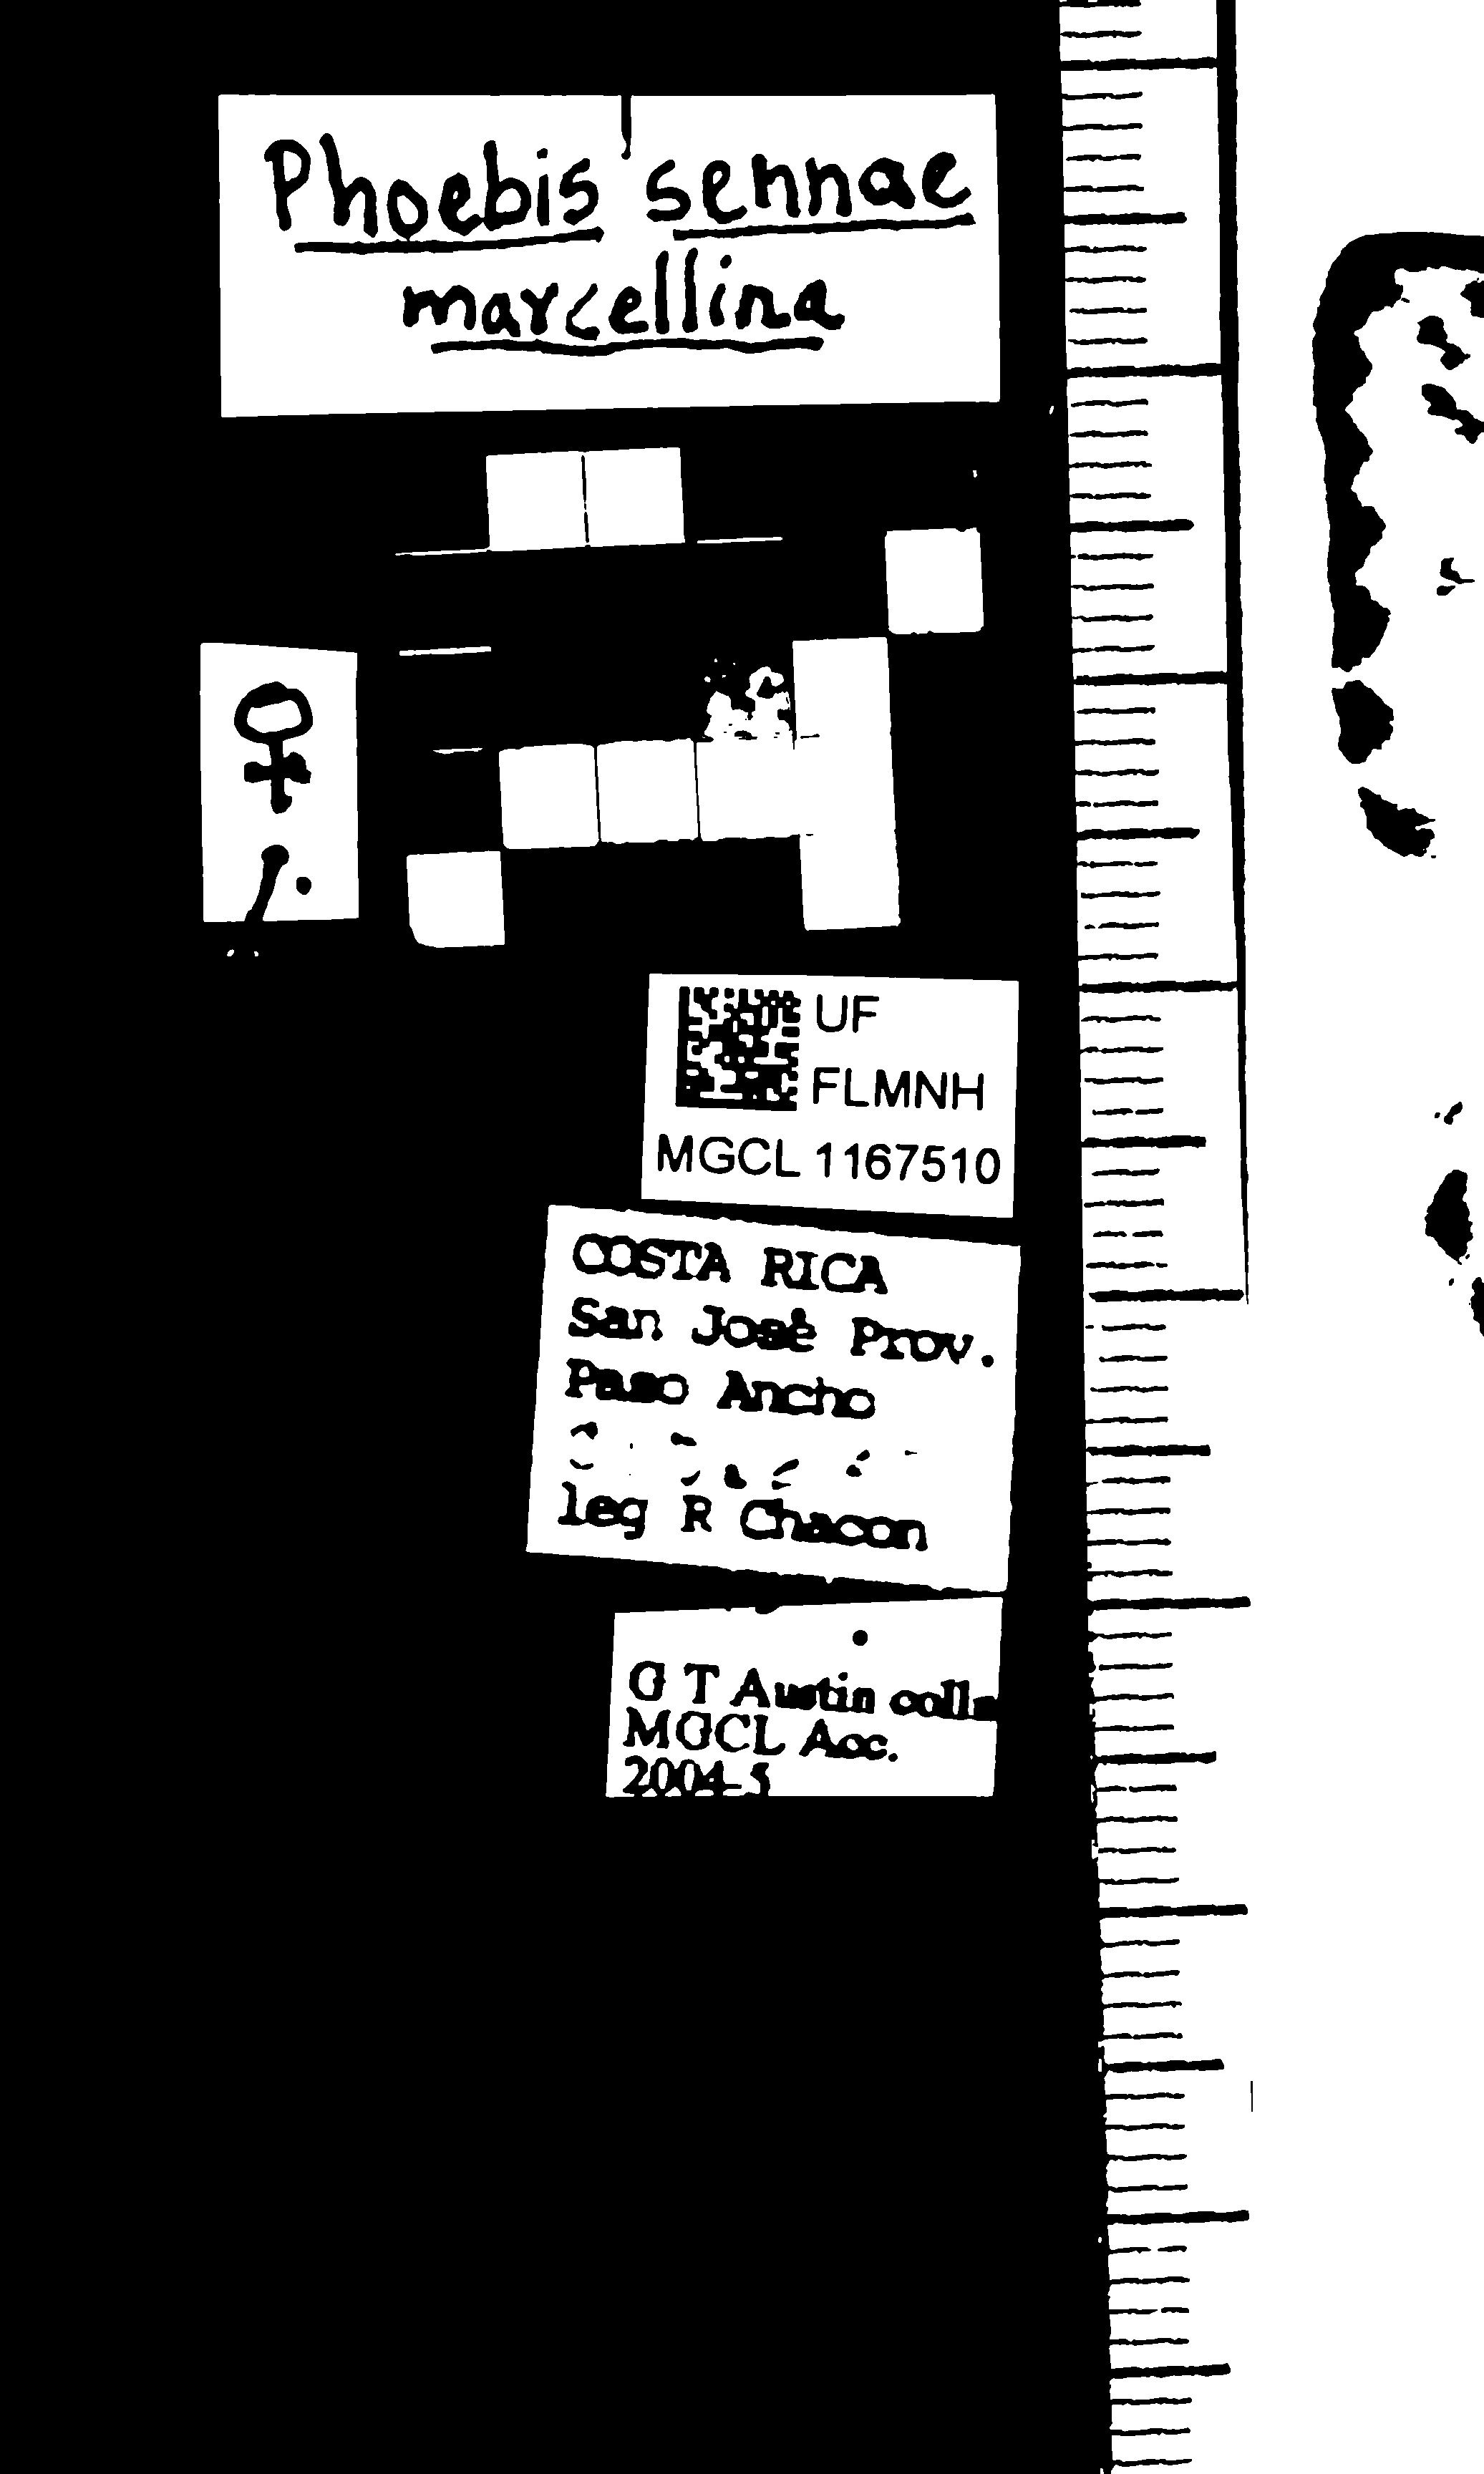 Phoebis sennae
marcellina
♀
UF
FLMNH
MGCL 1167510
COSTA RICA
San José Prov.
Paso Ancho
leg R Chacon
G T Austin coll.
MGCL Acc.
2004-5